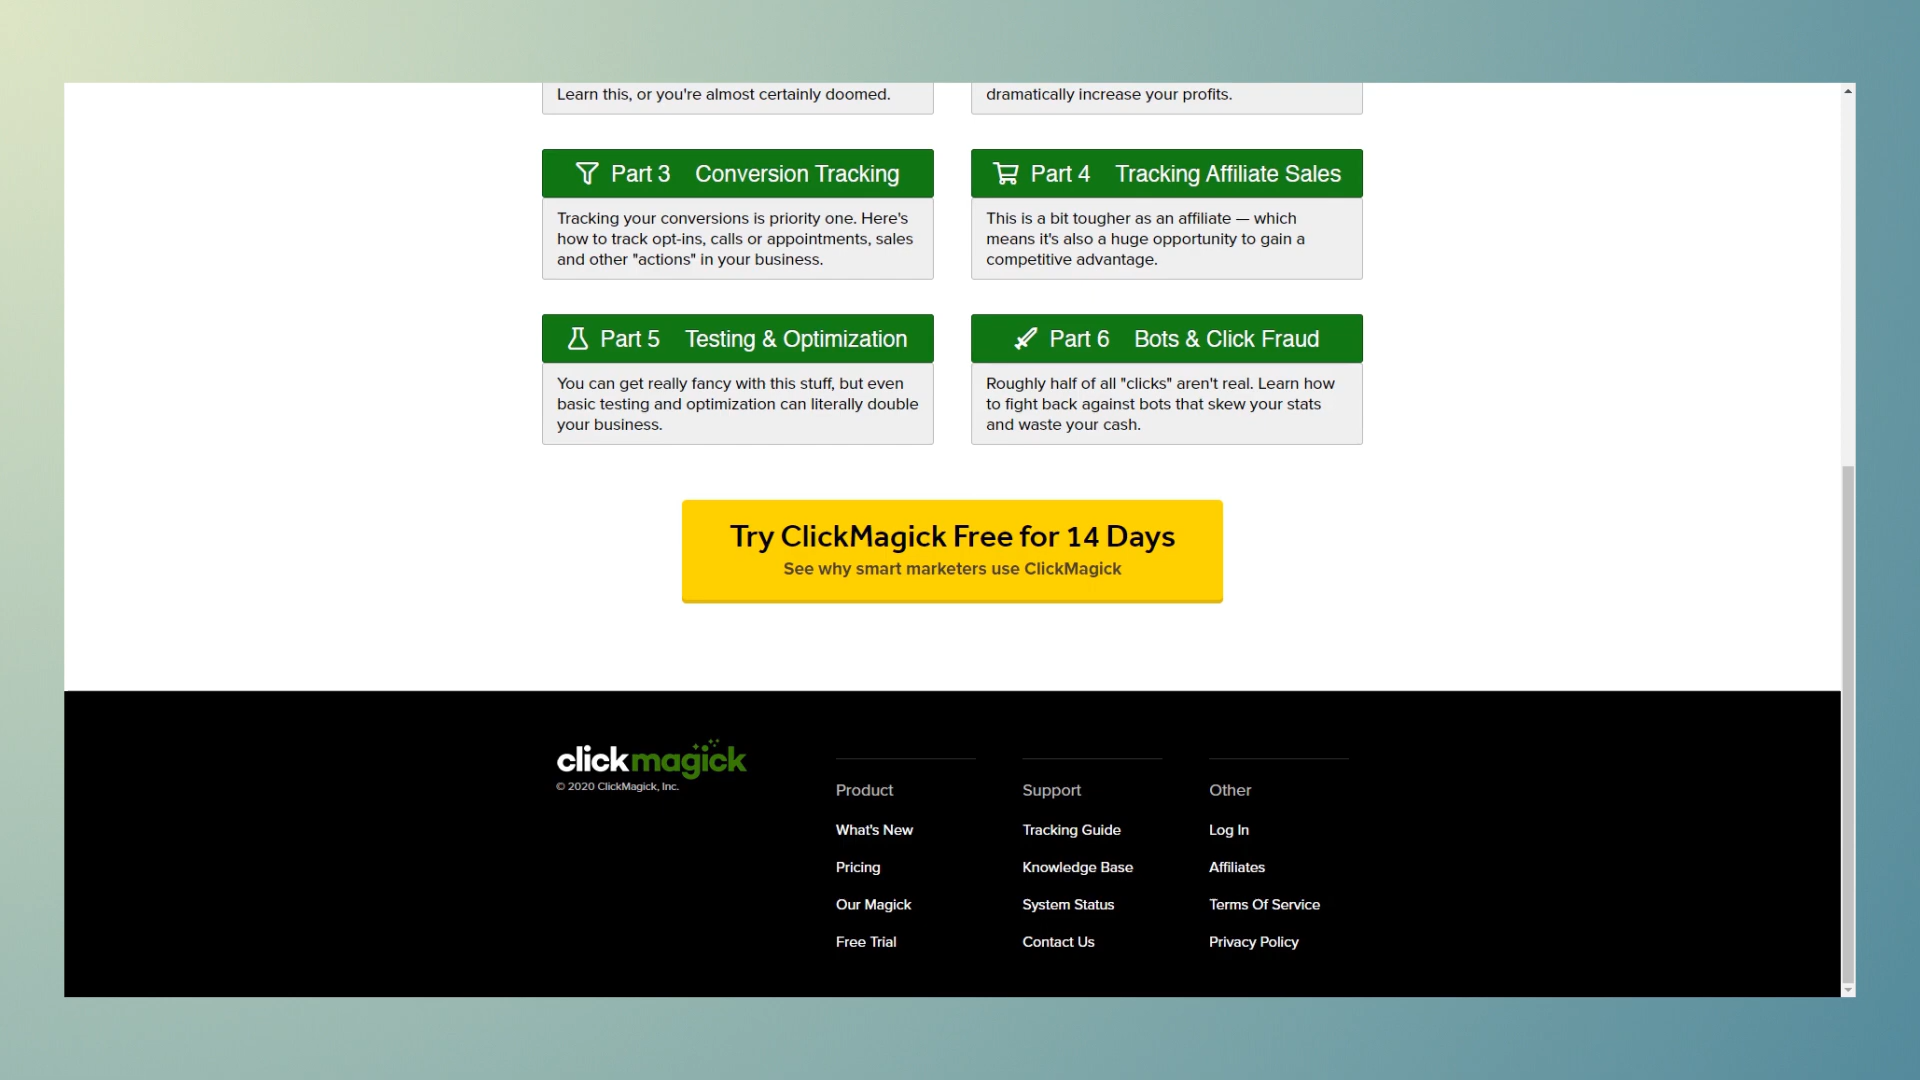 Learn this, or you're almost certainly doomed.
dramatically increase your profits.
Part 3 Conversion Tracking
Tracking your conversions is priority one. Here's
how to track opt-ins, calls or appointments, sales
and other "actions" in your business.
Part 4 Tracking Affiliate Sales
This is a bit tougher as an affiliate — which
means it's also a huge opportunity to gain a
competitive advantage.
Part 5 Testing & Optimization
You can get really fancy with this stuff, but even
basic testing and optimization can literally double
your business.
Part 6 Bots & Click Fraud
Roughly half of all "clicks" aren't real. Learn how
to fight back against bots that skew your stats
and waste your cash.
Try ClickMagick Free for 14 Days
See why smart marketers use ClickMagick
clickmagick
© 2020 ClickMagick, Inc.
Product
What's New
Pricing
Our Magick
Free Trial
Support
Tracking Guide
Knowledge Base
System Status
Contact Us
Other
Log In
Affiliates
Terms Of Service
Privacy Policy